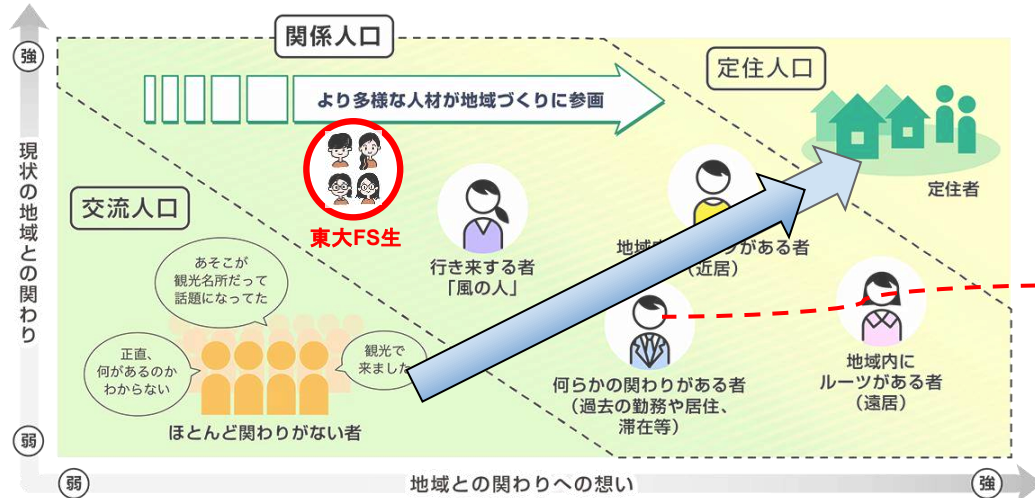 強
関係人口
定住人口
より多様な人材が地域づくりに参画
定住者
現状の地域との関わり
交流人口
東大FS生
行き来する者
「風の人」
地域内
がある者
(近居)
あそこが
観光名所だって
話題になってた
正直、
何があるのか
わからない
観光で
来ました
ほとんど関わりがない者
何らかの関わりがある者
(過去の勤務や居住、
滞在等)
地域内に
ルーツがある者
(遠居)
弱
弱
地域との関わりへの想い
強